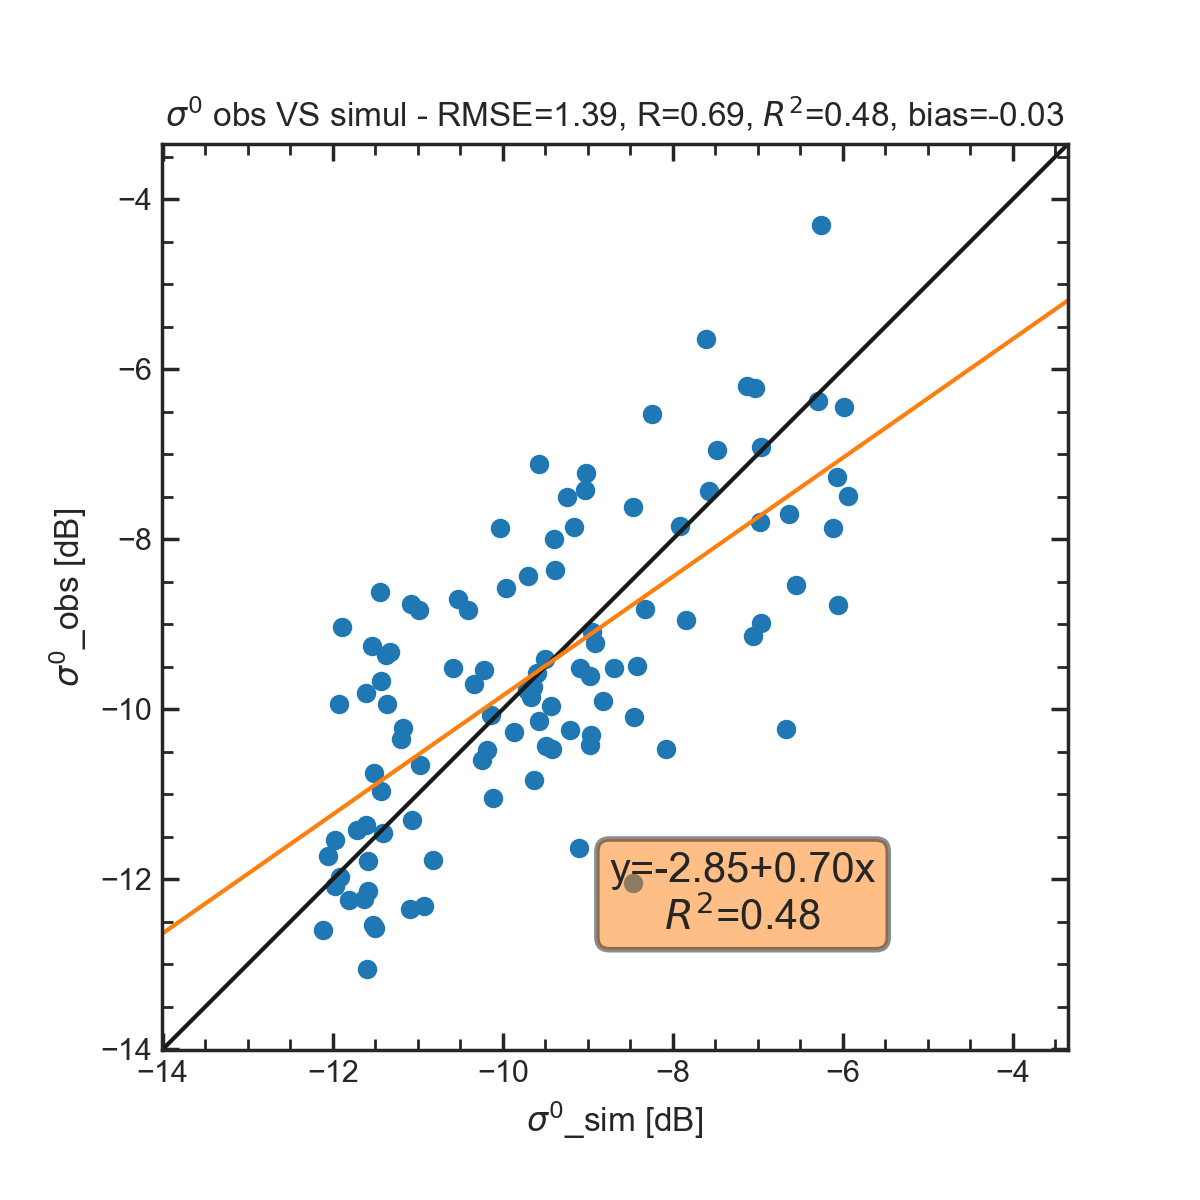 σ⁰ obs VS simul - RMSE=1.39, R=0.69, R²=0.48, bias=-0.03
−4
−6
−8
−10
−12
−14
σ⁰_obs [dB]
y=-2.85+0.70x
R²=0.48
−14 −12 −10 −8 −6 −4
σ⁰_sim [dB]